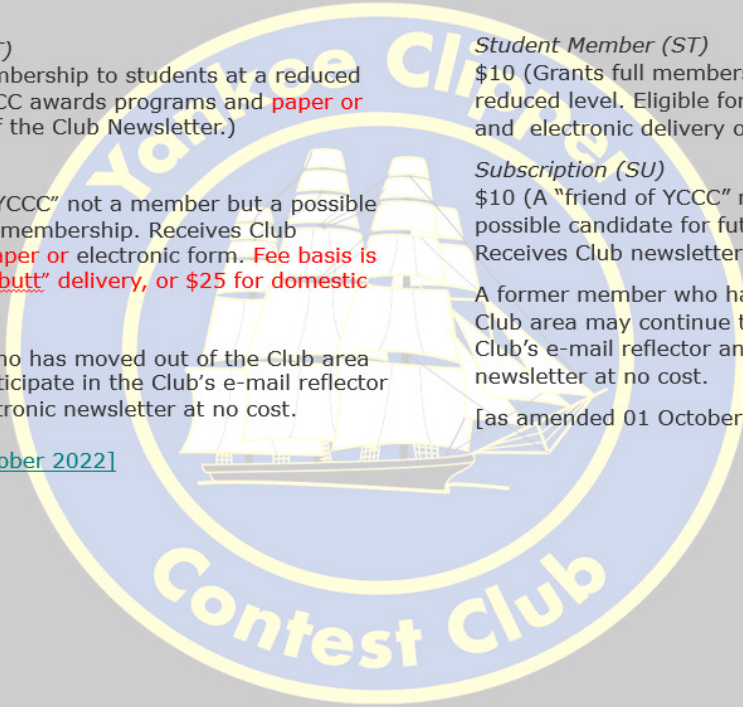 Yankee Clipper
T)
mbership to students at a reduced
CC awards programs and paper or
f the Club Newsletter.)
YCCC” not a member but a possible
membership. Receives Club
aper or electronic form. Fee basis is
butt” delivery, or $25 for domestic
ho has moved out of the Club area
ticipate in the Club’s e-mail reflector
tronic newsletter at no cost.
ober 2022]
Student Member (ST)
$10 (Grants full members
reduced level. Eligible for
and electronic delivery o
Subscription (SU)
$10 (A “friend of YCCC” n
possible candidate for fut
Receives Club newsletter
A former member who ha
Club area may continue t
Club’s e-mail reflector an
newsletter at no cost.
[as amended 01 October
Contest Club